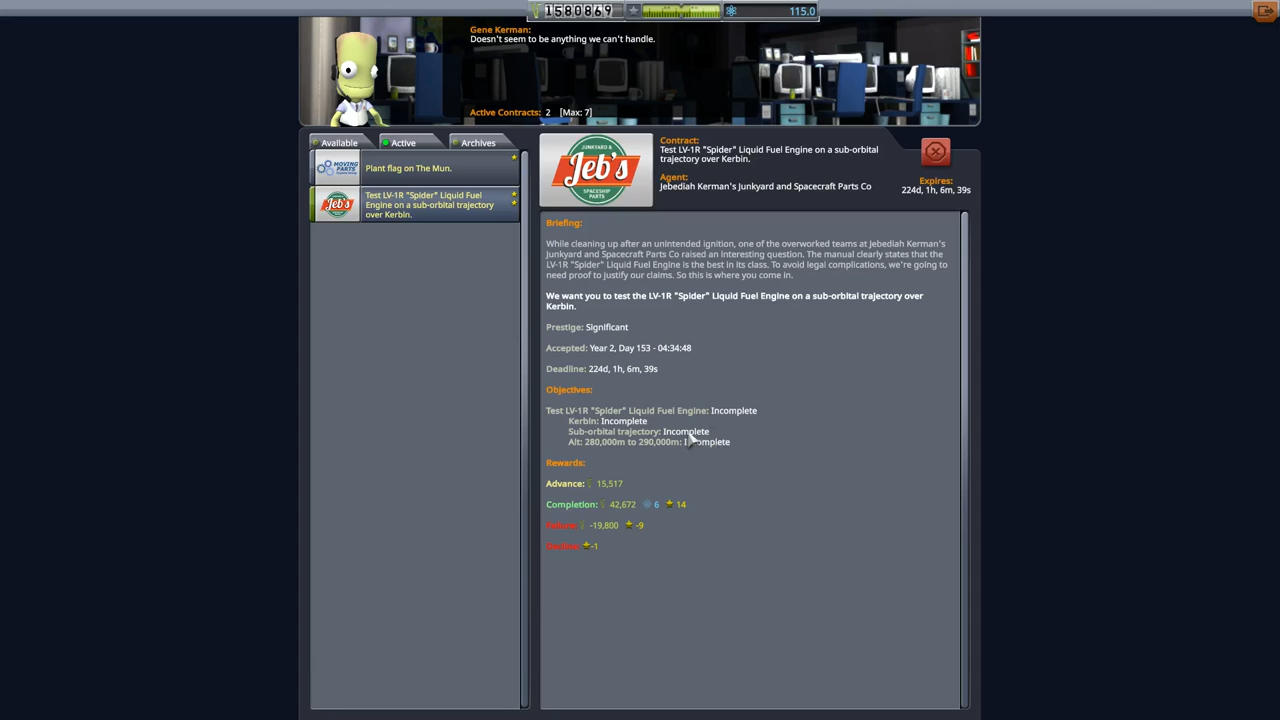 1580869
115.0
Gene Kerman:
Doesn't seem to be anything we can't handle.
Active Contracts: 2 [Max: 7]
Available
Active
Archives
MOVING PARTS
Plant flag on The Mun.
Jeb's
Test LV-1R "Spider" Liquid Fuel
Engine on a sub-orbital trajectory
over Kerbin.
JUNKYARD &
Jeb's
SPACESHIP
PARTS
Contract:
Test LV-1R "Spider" Liquid Fuel Engine on a sub-orbital
trajectory over Kerbin.
Agent:
Jebediah Kerman's Junkyard and Spacecraft Parts Co
Expires:
224d, 1h, 6m, 39s
Briefing:
While cleaning up after an unintended ignition, one of the overworked teams at Jebediah Kerman's
Junkyard and Spacecraft Parts Co raised an interesting question. The manual clearly states that the
LV-1R "Spider" Liquid Fuel Engine is the best in its class. To avoid legal complications, we're going to
need proof to justify our claims. So this is where you come in.
We want you to test the LV-1R "Spider" Liquid Fuel Engine on a sub-orbital trajectory over
Kerbin.
Prestige: Significant
Accepted: Year 2, Day 153 - 04:34:48
Deadline: 224d, 1h, 6m, 39s
Objectives:
Test LV-1R "Spider" Liquid Fuel Engine: Incomplete
Kerbin: Incomplete
Sub-orbital trajectory: Incomplete
Alt: 280,000m to 290,000m: Incomplete
Rewards:
Advance: 15,517
Completion: 42,672 6 14
Failure: -19,800 -9
Decline: -1